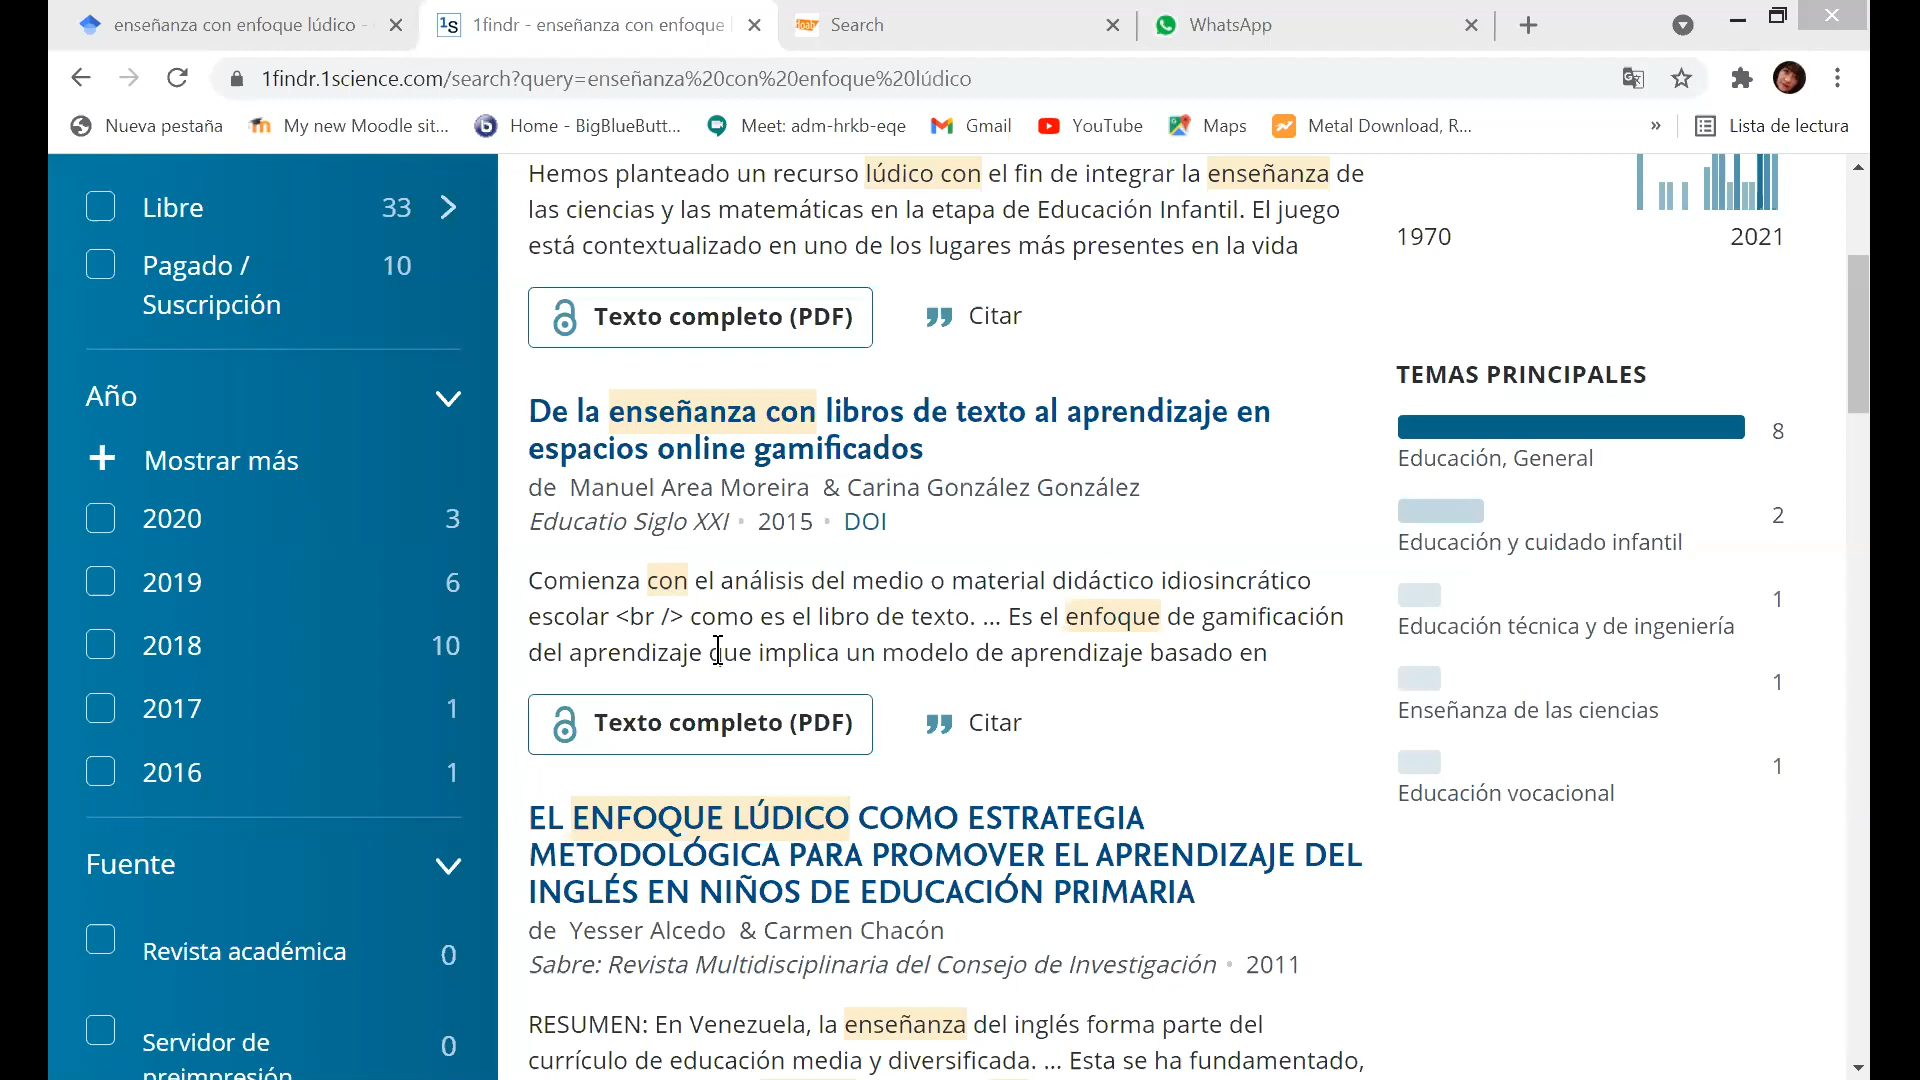 enseñanza con enfoque lúdico -
1findr - enseñanza con enfoque
Search
WhatsApp
1findr.1science.com/search?query=enseñanza%20con%20enfoque%20lúdico
Nueva pestaña
My new Moodle sit...
Home - BigBlueButt...
Meet: adm-hrkb-eqe
Gmail
YouTube
Maps
Metal Download, R...
»
Lista de lectura
Libre 33
Pagado / 10
Suscripción
Año
+ Mostrar más
2020 3
2019 6
2018 10
2017 1
2016 1
Fuente
Revista académica 0
Servidor de 0
preimpresión
Hemos planteado un recurso lúdico con el fin de integrar la enseñanza de
las ciencias y las matemáticas en la etapa de Educación Infantil. El juego
está contextualizado en uno de los lugares más presentes en la vida
Texto completo (PDF) Citar
De la enseñanza con libros de texto al aprendizaje en
espacios online gamificados
de Manuel Area Moreira & Carina González González
Educatio Siglo XXI • 2015 • DOI
Comienza con el análisis del medio o material didáctico idiosincrático
escolar <br /> como es el libro de texto. ... Es el enfoque de gamificación
del aprendizaje que implica un modelo de aprendizaje basado en
Texto completo (PDF) Citar
EL ENFOQUE LÚDICO COMO ESTRATEGIA
METODOLÓGICA PARA PROMOVER EL APRENDIZAJE DEL
INGLÉS EN NIÑOS DE EDUCACIÓN PRIMARIA
de Yesser Alcedo & Carmen Chacón
Sabre: Revista Multidisciplinaria del Consejo de Investigación • 2011
RESUMEN: En Venezuela, la enseñanza del inglés forma parte del
currículo de educación media y diversificada. ... Esta se ha fundamentado,
1970 2021
TEMAS PRINCIPALES
8
Educación, General
2
Educación y cuidado infantil
1
Educación técnica y de ingeniería
1
Enseñanza de las ciencias
1
Educación vocacional